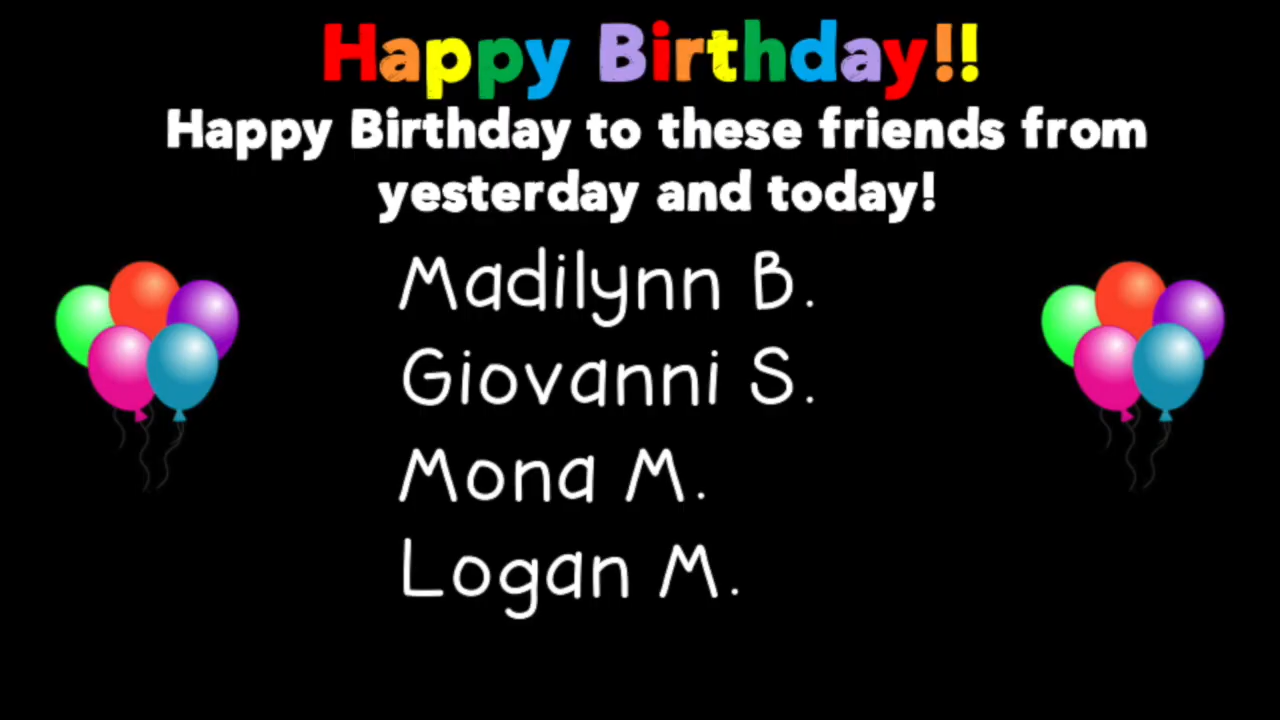 Happy Birthday!!
Happy Birthday to these friends from
yesterday and today!
Madilynn B.
Giovanni S.
Mona M.
Logan M.